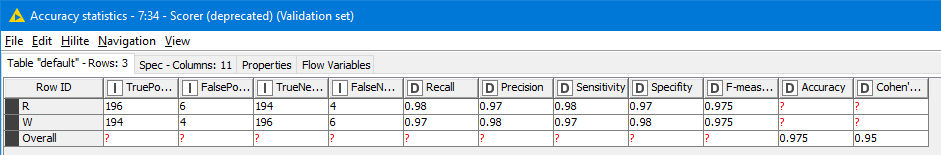 Accuracy statistics - 7:34 - Scorer (deprecated) (Validation set)
File Edit Hilite Navigation View
Table "default" - Rows: 3 Spec - Columns: 11 Properties Flow Variables
Row ID I TruePo... I FalsePo... I TrueNe... I FalseN... D Recall D Precision D Sensitivity D Specifity D F-meas... D Accuracy D Cohen'...
R 196 6 194 4 0.98 0.97 0.98 0.97 0.975 ? ?
W 194 4 196 6 0.97 0.98 0.97 0.98 0.975 ? ?
Overall ? ? ? ? ? ? ? ? ? 0.975 0.95